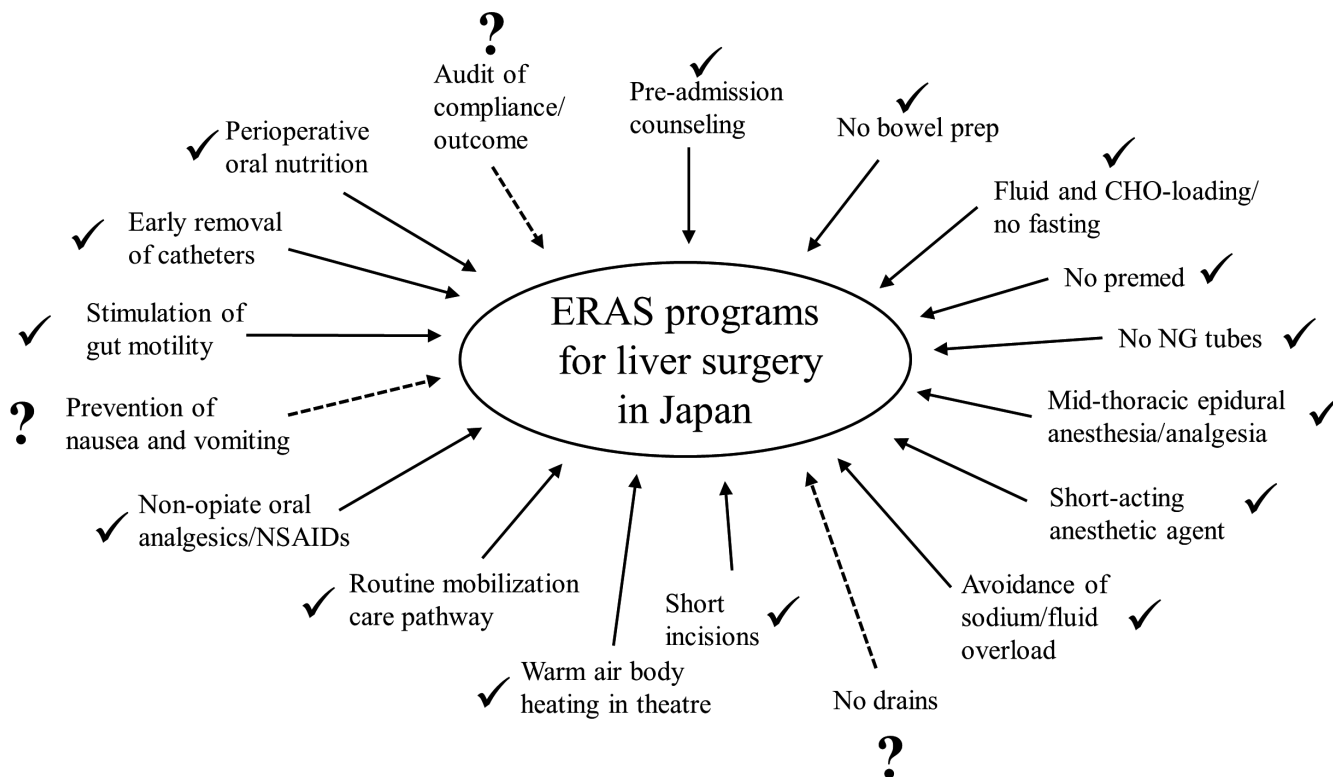 ?
Audit of
compliance/
outcome
✓
Pre-admission
counseling
✓
No bowel prep
✓
Fluid and CHO-loading/
no fasting
No premed ✓
No NG tubes ✓
Mid-thoracic epidural
anesthesia/analgesia ✓
Short-acting
anesthetic agent ✓
Avoidance of
sodium/fluid
overload ✓
No drains
?
Short
incisions ✓
✓ Warm air body
heating in theatre
✓ Routine mobilization
care pathway
✓ Non-opiate oral
analgesics/NSAIDs
? Prevention of
nausea and vomiting
✓ Stimulation of
gut motility
✓ Early removal
of catheters
✓ Perioperative
oral nutrition
ERAS programs
for liver surgery
in Japan